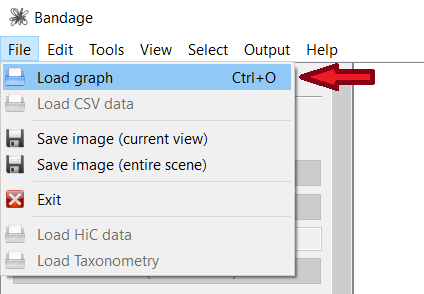 Bandage
File Edit Tools View Select Output Help
Load graph Ctrl+O
Load CSV data
Save image (current view)
Save image (entire scene)
Exit
Load HiC data
Load Taxonometry